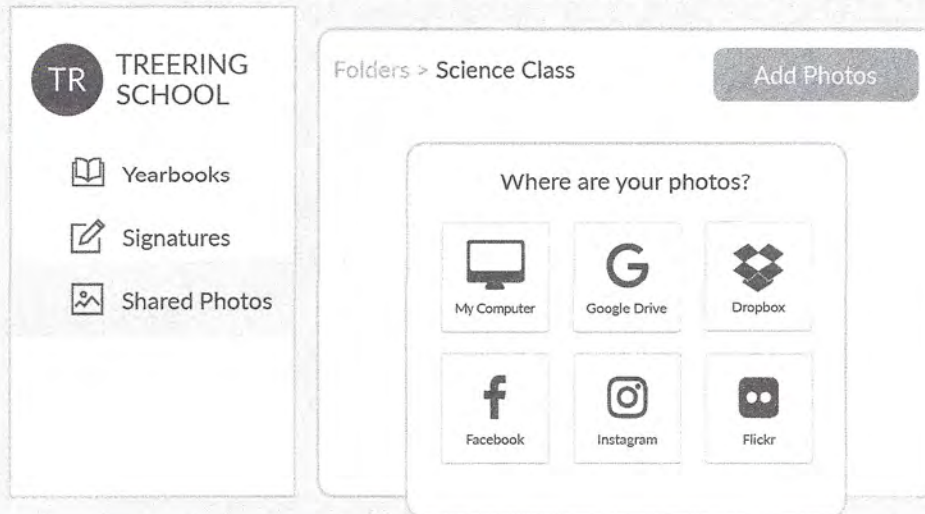 TR
TREERING
SCHOOL
Yearbooks
Signatures
Shared Photos
Folders > Science Class
Add Photos
Where are your photos?
My Computer
Google Drive
Dropbox
Facebook
Instagram
Flickr